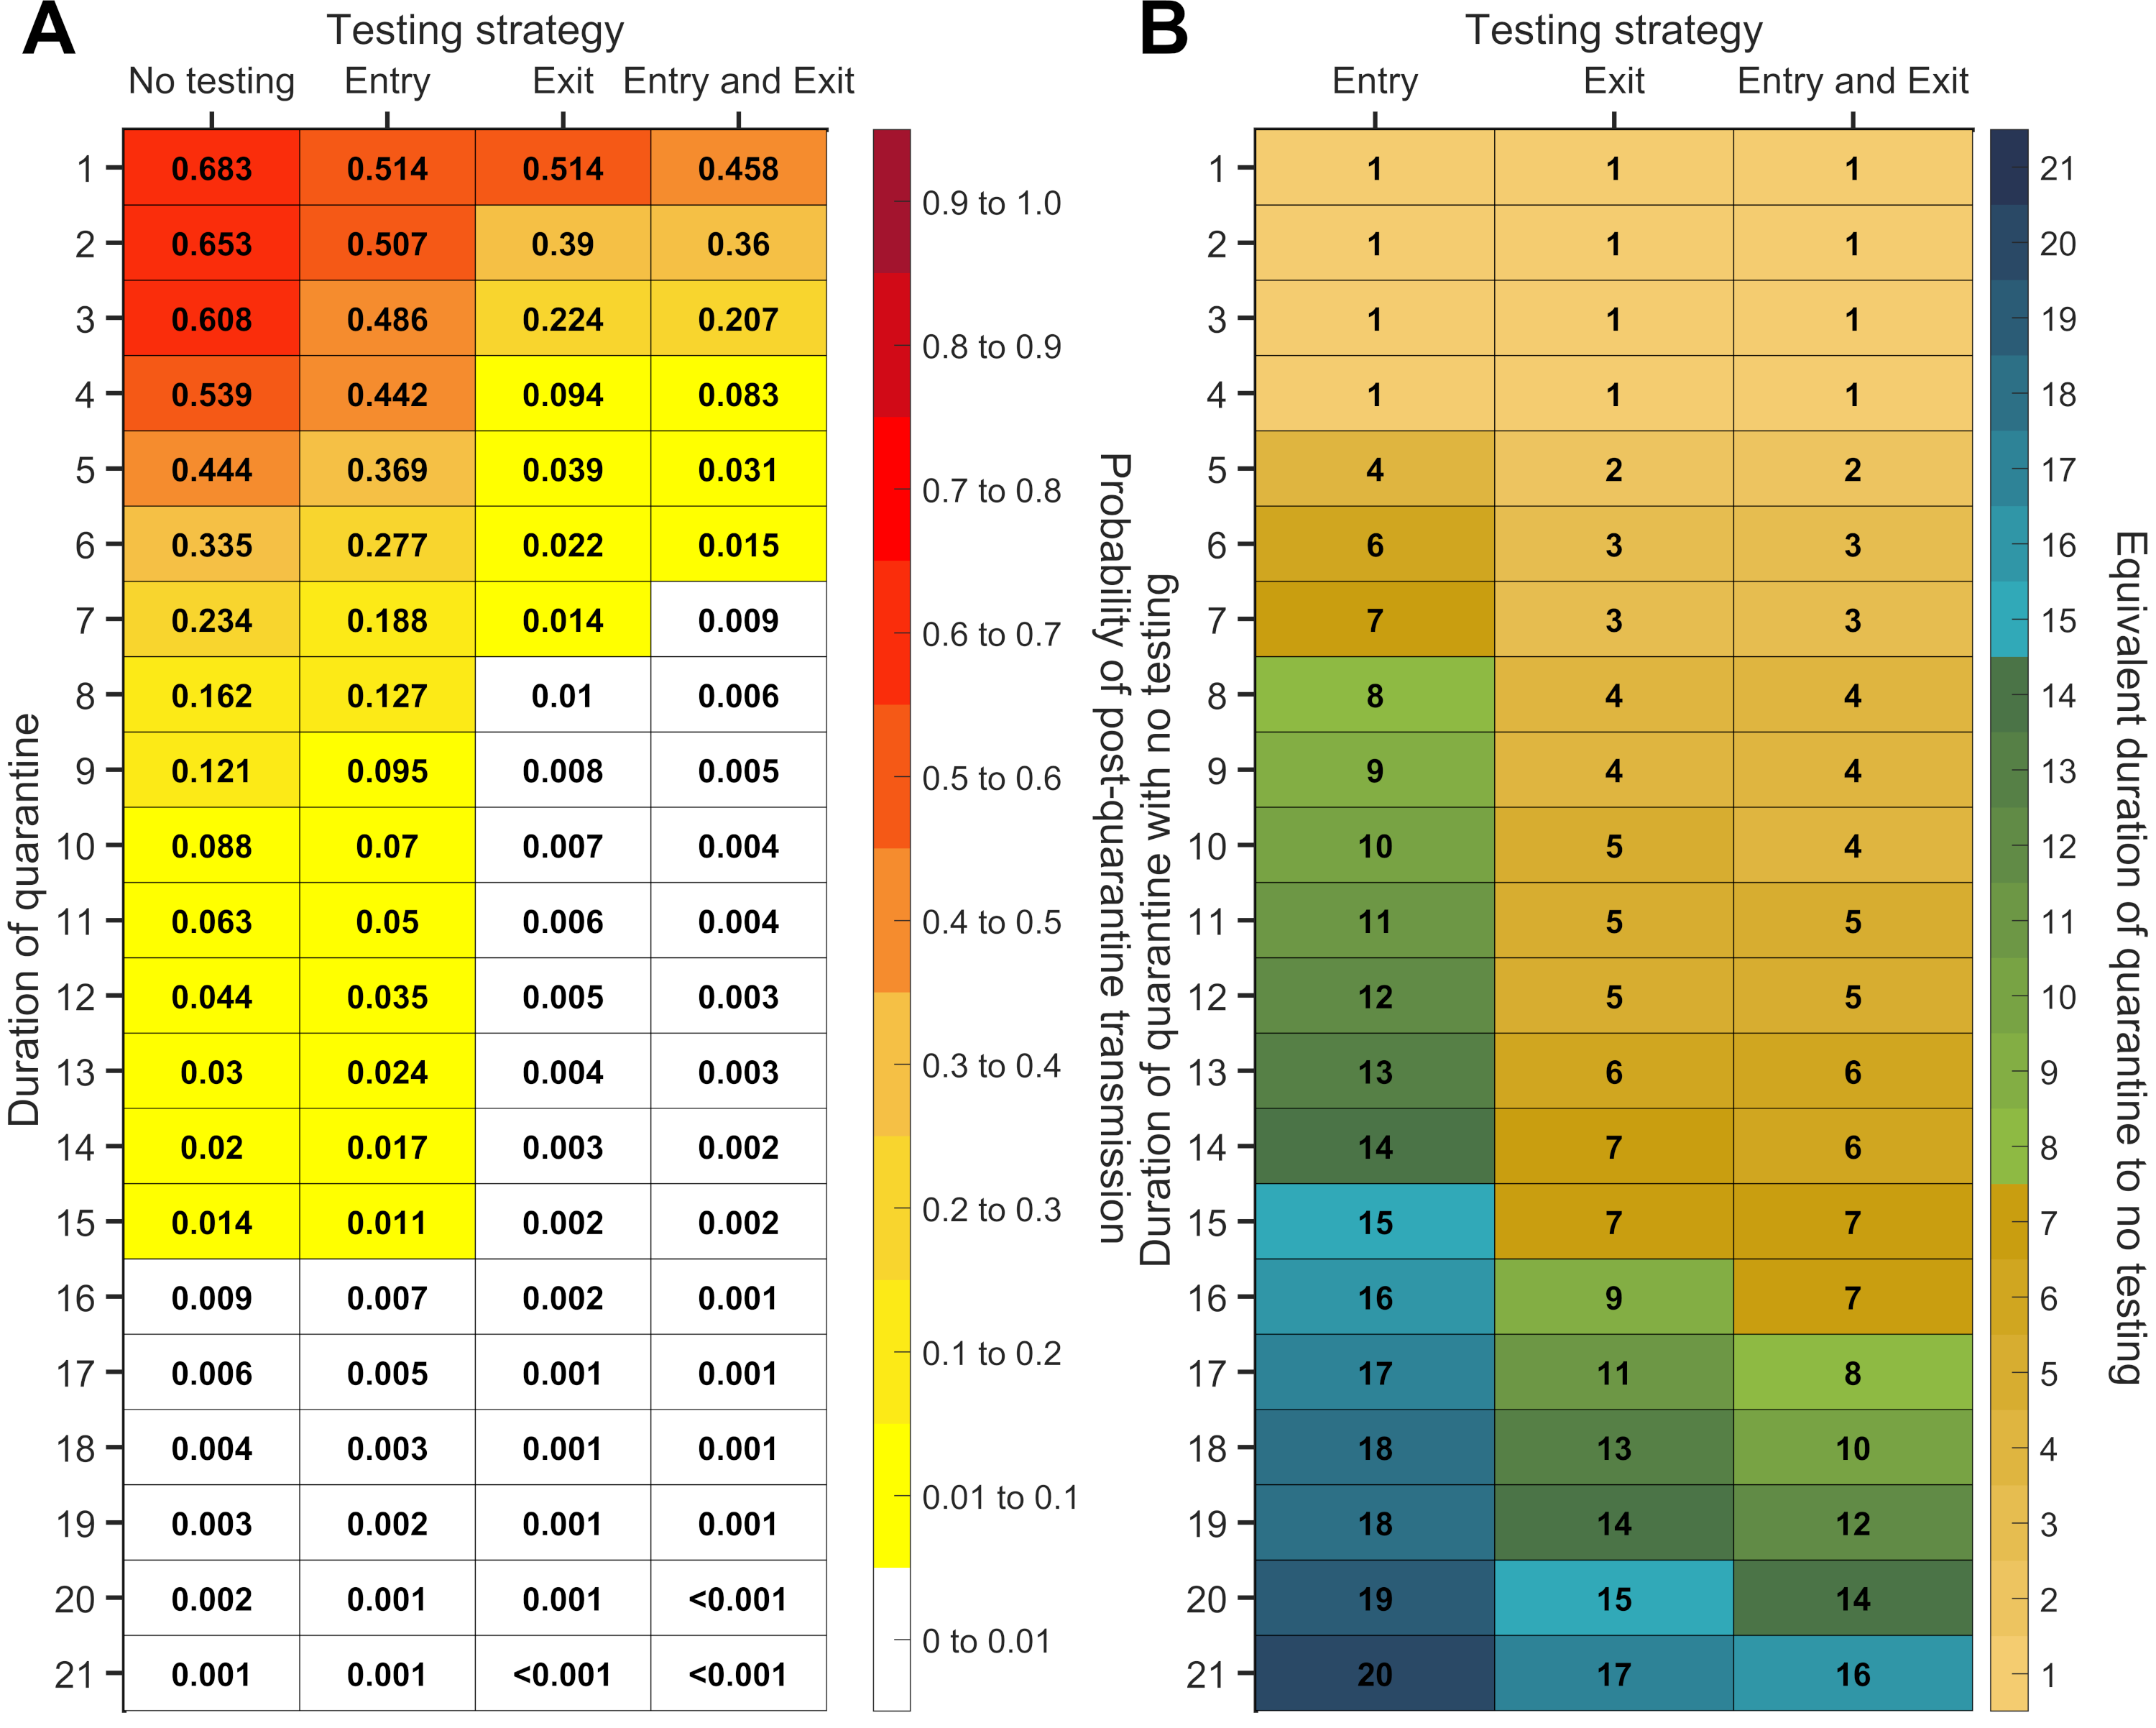 A
Testing strategy
No testing Entry Exit Entry and Exit
Duration of quarantine
1 0.683 0.514 0.514 0.458
2 0.653 0.507 0.39 0.36
3 0.608 0.486 0.224 0.207
4 0.539 0.442 0.094 0.083
5 0.444 0.369 0.039 0.031
6 0.335 0.277 0.022 0.015
7 0.234 0.188 0.014 0.009
8 0.162 0.127 0.01 0.006
9 0.121 0.095 0.008 0.005
10 0.088 0.07 0.007 0.004
11 0.063 0.05 0.006 0.004
12 0.044 0.035 0.005 0.003
13 0.03 0.024 0.004 0.003
14 0.02 0.017 0.003 0.002
15 0.014 0.011 0.002 0.002
16 0.009 0.007 0.002 0.001
17 0.006 0.005 0.001 0.001
18 0.004 0.003 0.001 0.001
19 0.003 0.002 0.001 0.001
20 0.002 0.001 0.001 <0.001
21 0.001 0.001 <0.001 <0.001
0.9 to 1.0
0.8 to 0.9
0.7 to 0.8
0.6 to 0.7
0.5 to 0.6
0.4 to 0.5
0.3 to 0.4
0.2 to 0.3
0.1 to 0.2
0.01 to 0.1
0 to 0.01
Probability of post-quarantine transmission
B
Testing strategy
Entry Exit Entry and Exit
Duration of quarantine with no testing
1 1 1 1
2 1 1 1
3 1 1 1
4 1 1 1
5 4 2 2
6 6 3 3
7 7 3 3
8 8 4 4
9 9 4 4
10 10 5 4
11 11 5 5
12 12 5 5
13 13 6 6
14 14 7 6
15 15 7 7
16 16 9 7
17 17 11 8
18 18 13 10
19 18 14 12
20 19 15 14
21 20 17 16
21
20
19
18
17
16
15
14
13
12
11
10
9
8
7
6
5
4
3
2
1
Equivalent duration of quarantine to no testing